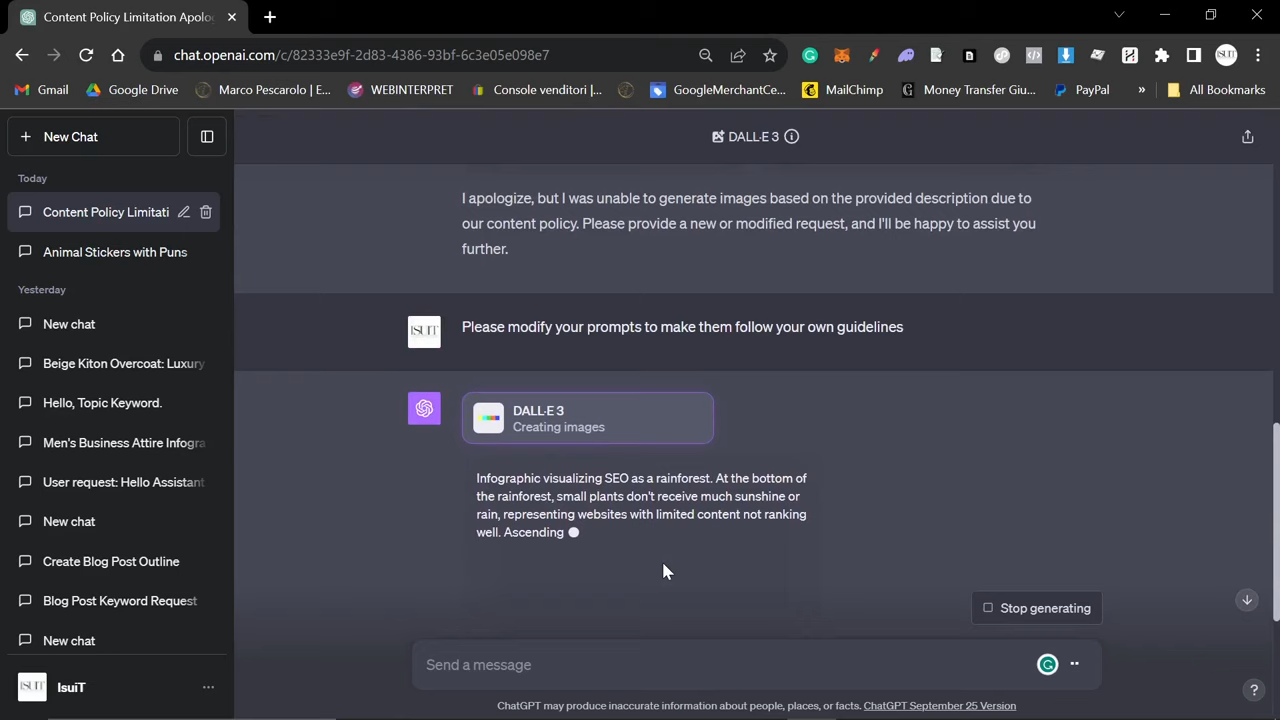 Content Policy Limitation Apolo
chat.openai.com/c/82333e9f-2d83-4386-93bf-6c3e05e098e7
Gmail
Google Drive
Marco Pescarolo | E...
WEBINTERPRET
Console venditori |...
GoogleMerchantCe...
MailChimp
Money Transfer Giu...
PayPal
»
All Bookmarks
New Chat
DALL·E 3
Today
Content Policy Limitati
Animal Stickers with Puns
Yesterday
New chat
Beige Kiton Overcoat: Luxury
Hello, Topic Keyword.
Men's Business Attire Infogra
User request: Hello Assistant
New chat
Create Blog Post Outline
Blog Post Keyword Request
New chat
ISUIT
IsuiT
I apologize, but I was unable to generate images based on the provided description due to
our content policy. Please provide a new or modified request, and I'll be happy to assist you
further.
ISUIT
Please modify your prompts to make them follow your own guidelines
DALL·E 3
Creating images
Infographic visualizing SEO as a rainforest. At the bottom of
the rainforest, small plants don't receive much sunshine or
rain, representing websites with limited content not ranking
well. Ascending
Stop generating
Send a message
ChatGPT may produce inaccurate information about people, places, or facts. ChatGPT September 25 Version
?